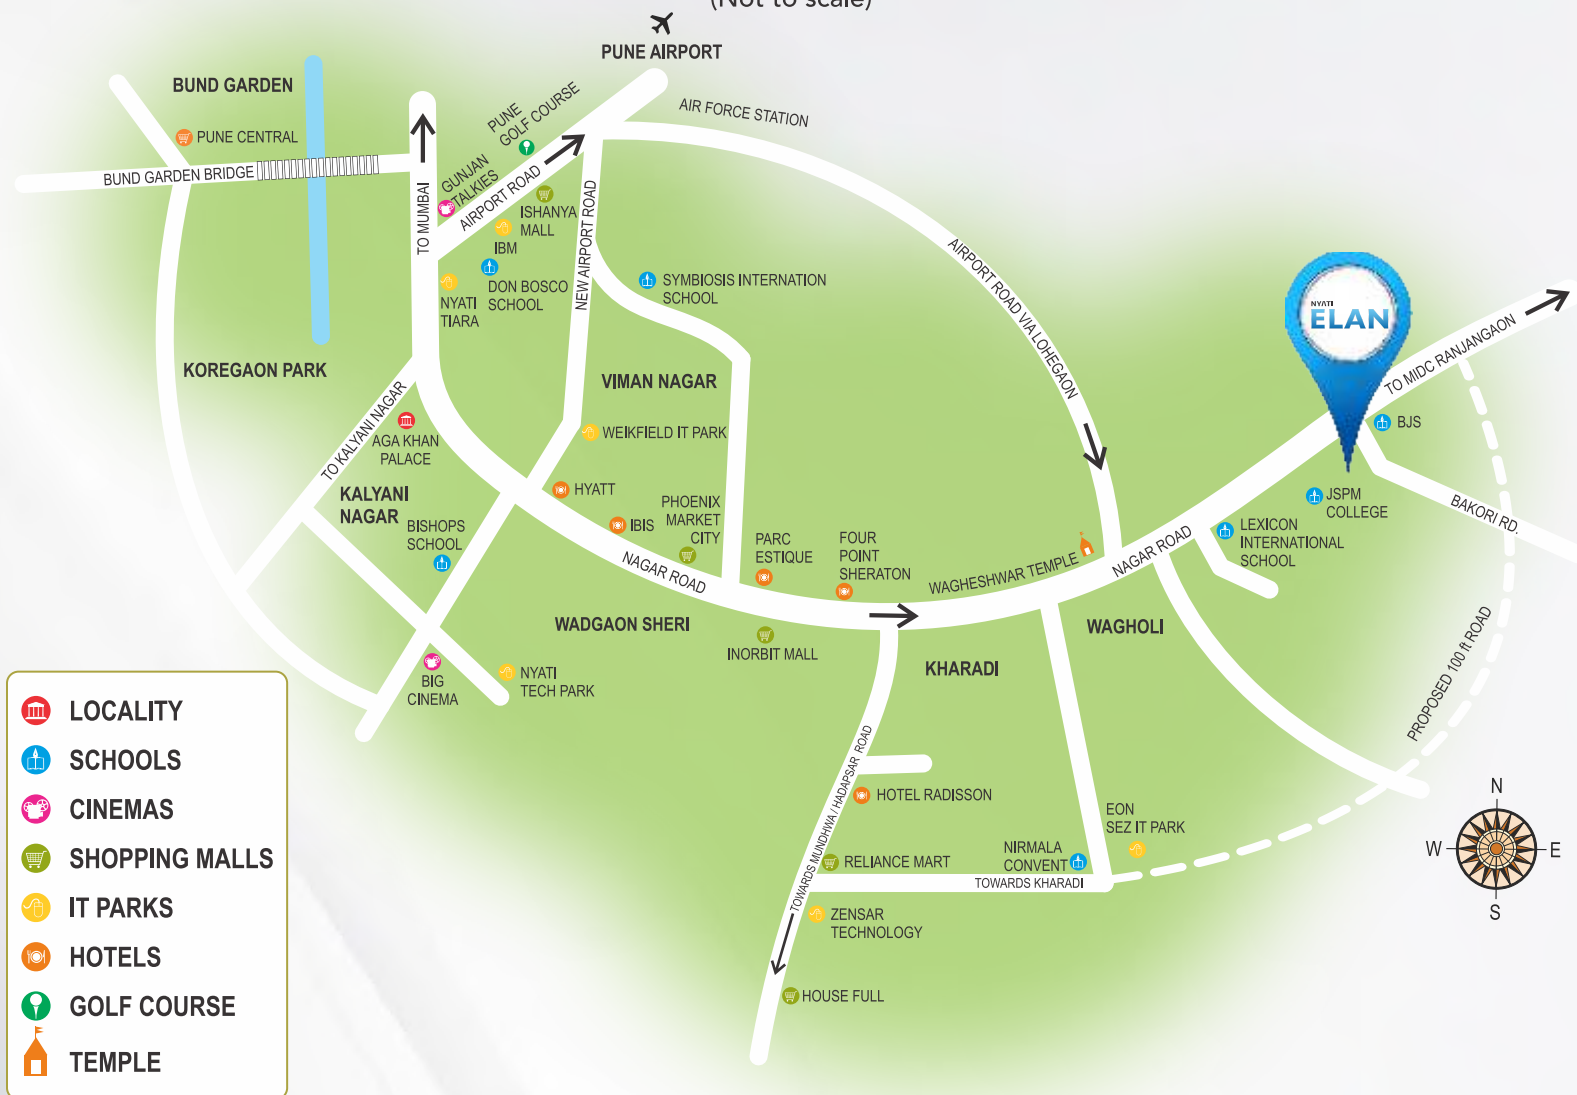 (Not to scale)
PUNE AIRPORT
BUND GARDEN
PUNE CENTRAL
BUND GARDEN BRIDGE
TO MUMBAI
GUNJAN
TALKIES
PUNE
GOLF COURSE
AIRPORT ROAD
AIR FORCE STATION
ISHANYA
MALL
IBM
DON BOSCO
SCHOOL
NYATI
TIARA
NEW AIRPORT ROAD
SYMBIOSIS INTERNATION
SCHOOL
AIRPORT ROAD VIA LOHEGAON
NYATI
ELAN
TO MIDC RANJANGAON
KOREGAON PARK
VIMAN NAGAR
TO KALYANI NAGAR
AGA KHAN
PALACE
WEIKFIELD IT PARK
BJS
KALYANI
NAGAR
BISHOPS
SCHOOL
HYATT
IBIS
PHOENIX
MARKET
CITY
PARC
ESTIQUE
FOUR
POINT
SHERATON
NAGAR ROAD
WAGHESHWAR TEMPLE
NAGAR ROAD
JSPM
COLLEGE
BAKORI RD.
LEXICON
INTERNATIONAL
SCHOOL
WADGAON SHERI
INORBIT MALL
WAGHOLI
KHARADI
PROPOSED 100 ft ROAD
BIG
CINEMA
NYATI
TECH PARK
TOWARDS MUNDHWA / HADAPSAR ROAD
HOTEL RADISSON
EON
SEZ IT PARK
RELIANCE MART
NIRMALA
CONVENT
TOWARDS KHARADI
ZENSAR
TECHNOLOGY
HOUSE FULL
LOCALITY
SCHOOLS
CINEMAS
SHOPPING MALLS
IT PARKS
HOTELS
GOLF COURSE
TEMPLE
N
W
E
S